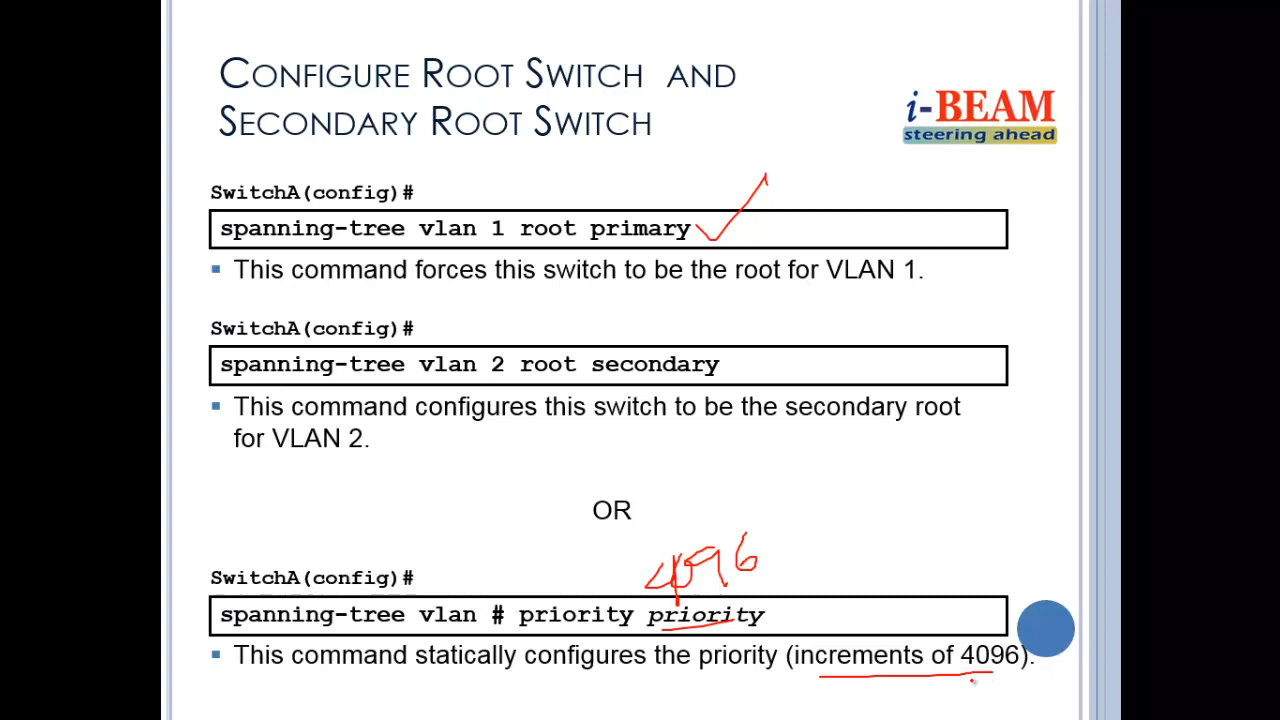 CONFIGURE ROOT SWITCH AND
SECONDARY ROOT SWITCH
i-BEAM
steering ahead
SwitchA(config)#
spanning-tree vlan 1 root primary
▪ This command forces this switch to be the root for VLAN 1.
SwitchA(config)#
spanning-tree vlan 2 root secondary
▪ This command configures this switch to be the secondary root
for VLAN 2.
OR
4096
SwitchA(config)#
spanning-tree vlan # priority priority
▪ This command statically configures the priority (increments of 4096).